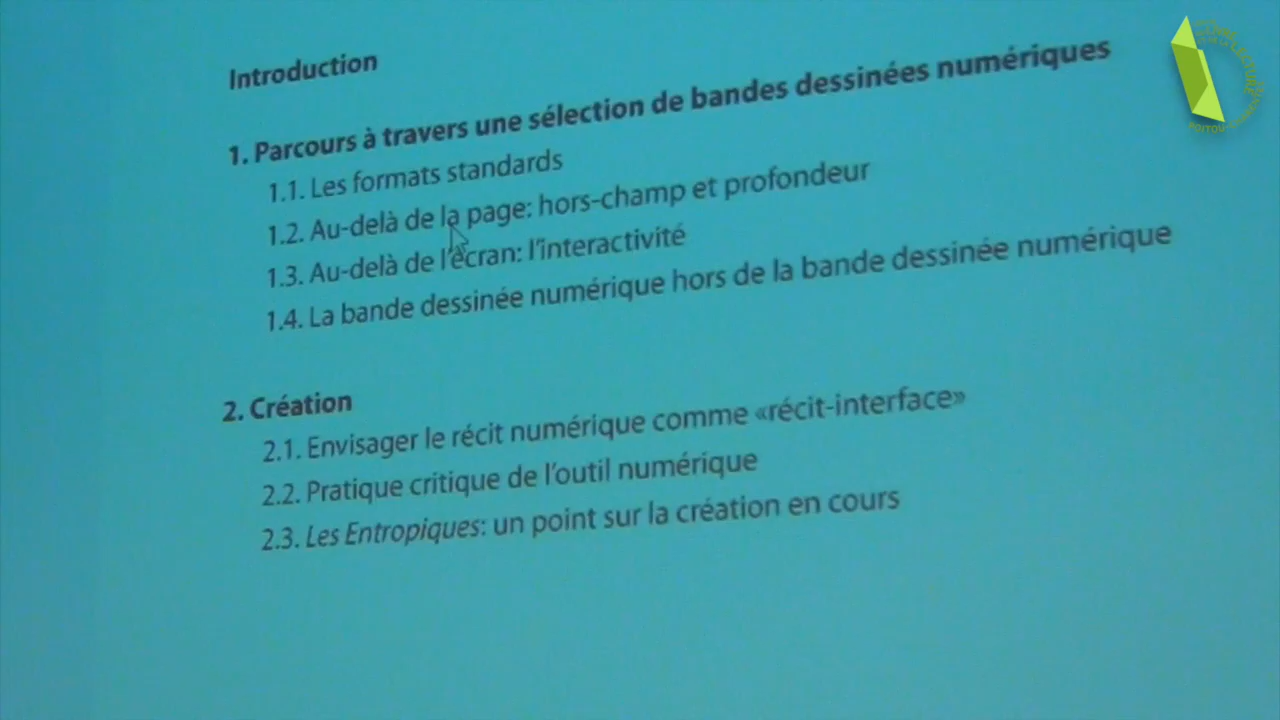 Introduction
1. Parcours à travers une sélection de bandes dessinées numériques
1.1. Les formats standards
1.2. Au-delà de la page: hors-champ et profondeur
1.3. Au-delà de l'écran: l'interactivité
1.4. La bande dessinée numérique hors de la bande dessinée numérique
2. Création
2.1. Envisager le récit numérique comme «récit-interface»
2.2. Pratique critique de l'outil numérique
2.3. Les Entropiques: un point sur la création en cours
POITOU